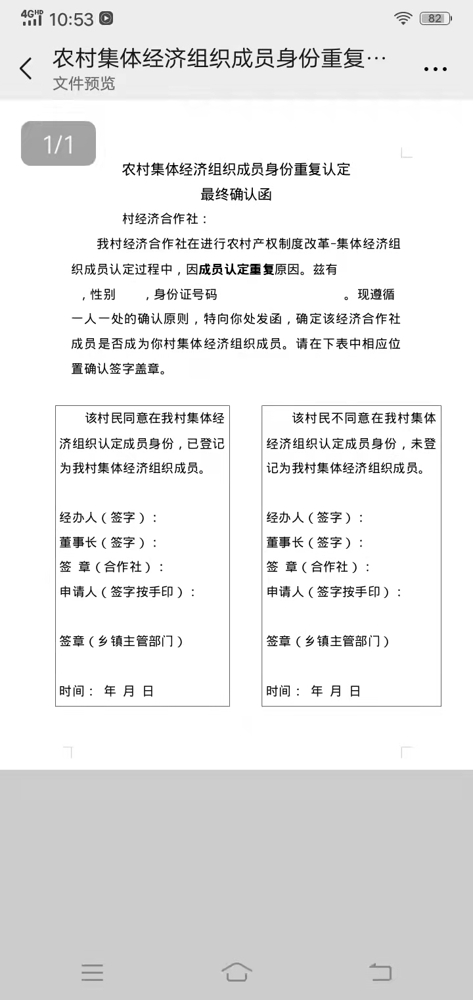 4G HD 10:53 82
农村集体经济组织成员身份重复…
文件预览
1/1
农村集体经济组织成员身份重复认定
最终确认函
村经济合作社：
我村经济合作社在进行农村产权制度改革-集体经济组
织成员认定过程中，因成员认定重复原因。兹有
，性别 ，身份证号码 。现遵循
一人一处的确认原则，特向你处发函，确定该经济合作社
成员是否成为你村集体经济组织成员。请在下表中相应位
置确认签字盖章。
该村民同意在我村集体经
济组织认定成员身份，已登记
为我村集体经济组织成员。
经办人（签字）：
董事长（签字）：
签 章（合作社）：
申请人（签字按手印）：
签章（乡镇主管部门）
时间： 年 月 日
该村民不同意在我村集体
经济组织认定成员身份，未登
记为我村集体经济组织成员。
经办人（签字）：
董事长（签字）：
签 章（合作社）：
申请人（签字按手印）：
签章（乡镇主管部门）
时间： 年 月 日